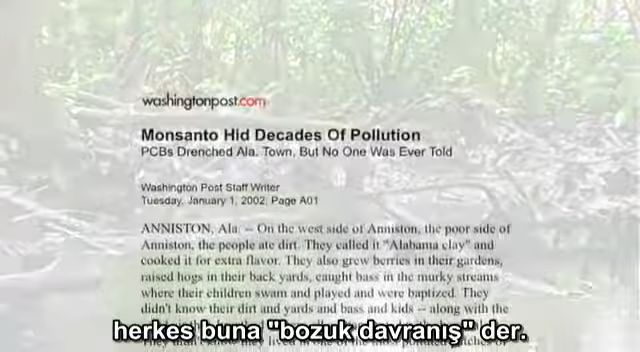 washingtonpost.com
Monsanto Hid Decades Of Pollution
PCBs Drenched Ala. Town, But No One Was Ever Told
Washington Post Staff Writer
Tuesday, January 1, 2002; Page A01
ANNISTON, Ala. -- On the west side of Anniston, the poor side of
Anniston, the people ate dirt. They called it "Alabama clay" and
cooked it for extra flavor. They also grew berries in their gardens,
raised hogs in their back yards, caught bass in the murky streams
where their children swam and played and were baptized. They
didn't know their dirt and yards and bass and kids -- along with the
herkes buna "bozuk davranış" der.